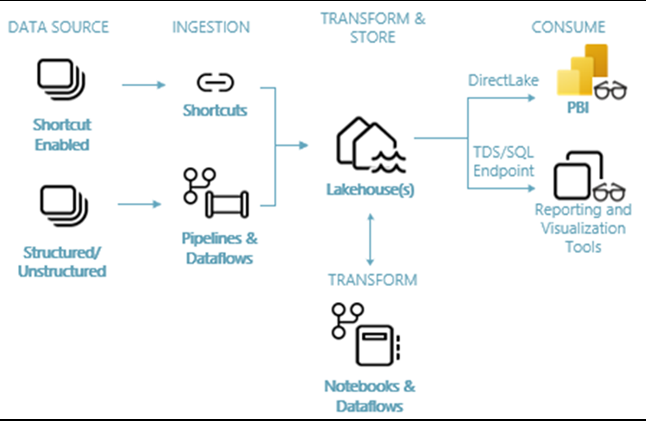 DATA SOURCE
INGESTION
TRANSFORM &
STORE
CONSUME
Shortcut
Enabled
Shortcuts
Structured/
Unstructured
Pipelines &
Dataflows
Lakehouse(s)
DirectLake
PBI
TDS/SQL
Endpoint
Reporting and
Visualization
Tools
TRANSFORM
Notebooks &
Dataflows